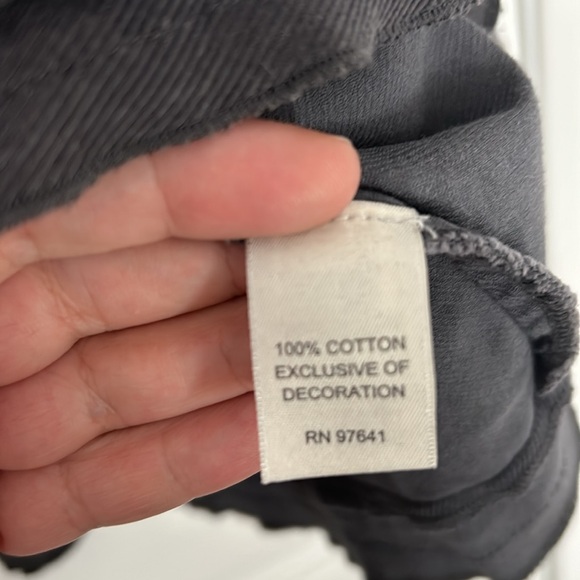 100% COTTON
EXCLUSIVE OF
DECORATION
RN 97641